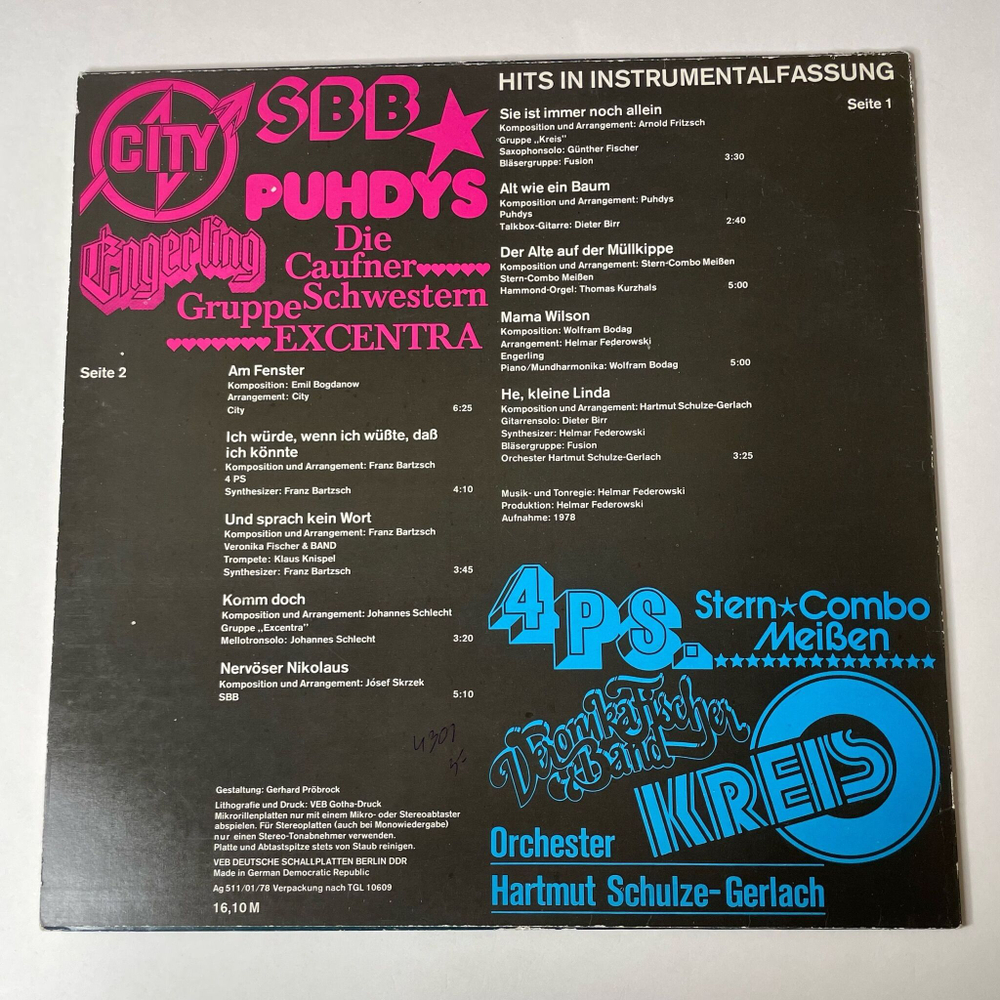 CITY
SBB
PUHDYS
Engerling
Die
Caufner
Schwestern
Gruppe
EXCENTRA
HITS IN INSTRUMENTALFASSUNG
Seite 1
Sie ist immer noch allein
Komposition und Arrangement: Arnold Fritzsch
Gruppe „Kreis"
Saxophonsolo: Günther Fischer
Bläsergruppe: Fusion 3:30
Alt wie ein Baum
Komposition und Arrangement: Puhdys
Puhdys
Talkbox-Gitarre: Dieter Birr 2:40
Der Alte auf der Müllkippe
Komposition und Arrangement: Stern-Combo Meißen
Stern-Combo Meißen
Hammond-Orgel: Thomas Kurzhals 5:00
Mama Wilson
Komposition: Wolfram Bodag
Arrangement: Helmar Federowski
Engerling
Piano/Mundharmonika: Wolfram Bodag 5:00
He, kleine Linda
Komposition und Arrangement: Hartmut Schulze-Gerlach
Gitarrensolo: Dieter Birr
Synthesizer: Helmar Federowski
Bläsergruppe: Fusion
Orchester Hartmut Schulze-Gerlach 3:25
Musik- und Tonregie: Helmar Federowski
Produktion: Helmar Federowski
Aufnahme: 1978
Seite 2
Am Fenster
Komposition: Emil Bogdanow
Arrangement: City
City 6:25
Ich würde, wenn ich wüßte, daß
ich könnte
Komposition und Arrangement: Franz Bartzsch
4 PS
Synthesizer: Franz Bartzsch 4:10
Und sprach kein Wort
Komposition und Arrangement: Franz Bartzsch
Veronika Fischer & BAND
Trompete: Klaus Knispel
Synthesizer: Franz Bartzsch 3:45
Komm doch
Komposition und Arrangement: Johannes Schlecht
Gruppe „Excentra"
Mellotronsolo: Johannes Schlecht 3:20
Nervöser Nikolaus
Komposition und Arrangement: Jósef Skrzek
SBB 5:10
4301
Gestaltung: Gerhard Pröbrock
Lithografie und Druck: VEB Gotha-Druck
Mikrorillenplatten nur mit einem Mikro- oder Stereoabtaster
abspielen. Für Stereoplatten (auch bei Monowiedergabe)
nur einen Stereo-Tonabnehmer verwenden.
Platte und Abtastspitze stets von Staub reinigen.
VEB DEUTSCHE SCHALLPLATTEN BERLIN DDR
Made in German Democratic Republic
Ag 511/01/78 Verpackung nach TGL 10609
16,10 M
4PS.
Stern★Combo
Meißen
Veronika Fischer
Band
KREIS
Orchester
Hartmut Schulze-Gerlach